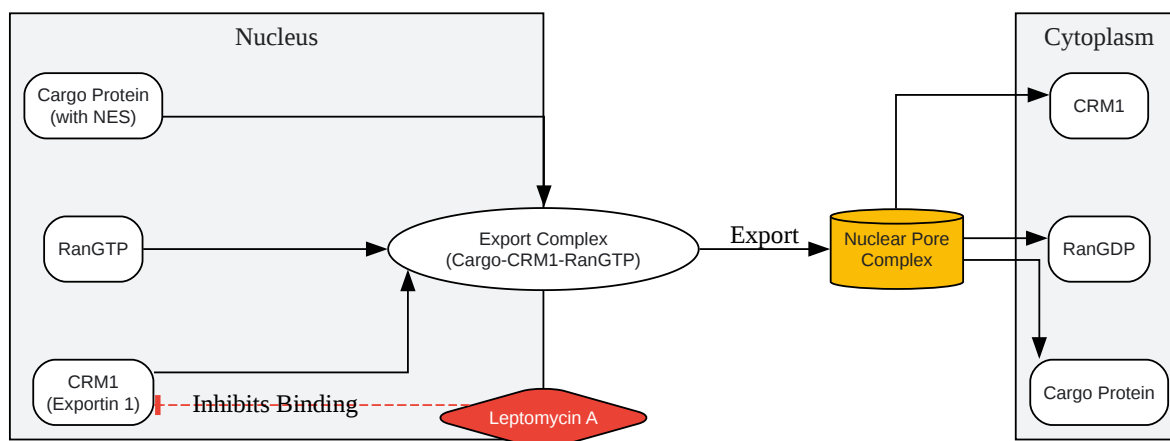 Nucleus
Cargo Protein
(with NES)
RanGTP
CRM1
(Exportin 1)
Export Complex
(Cargo-CRM1-RanGTP)
Inhibits Binding
Leptomycin A
Export
Nuclear Pore
Complex
Cytoplasm
CRM1
RanGDP
Cargo Protein